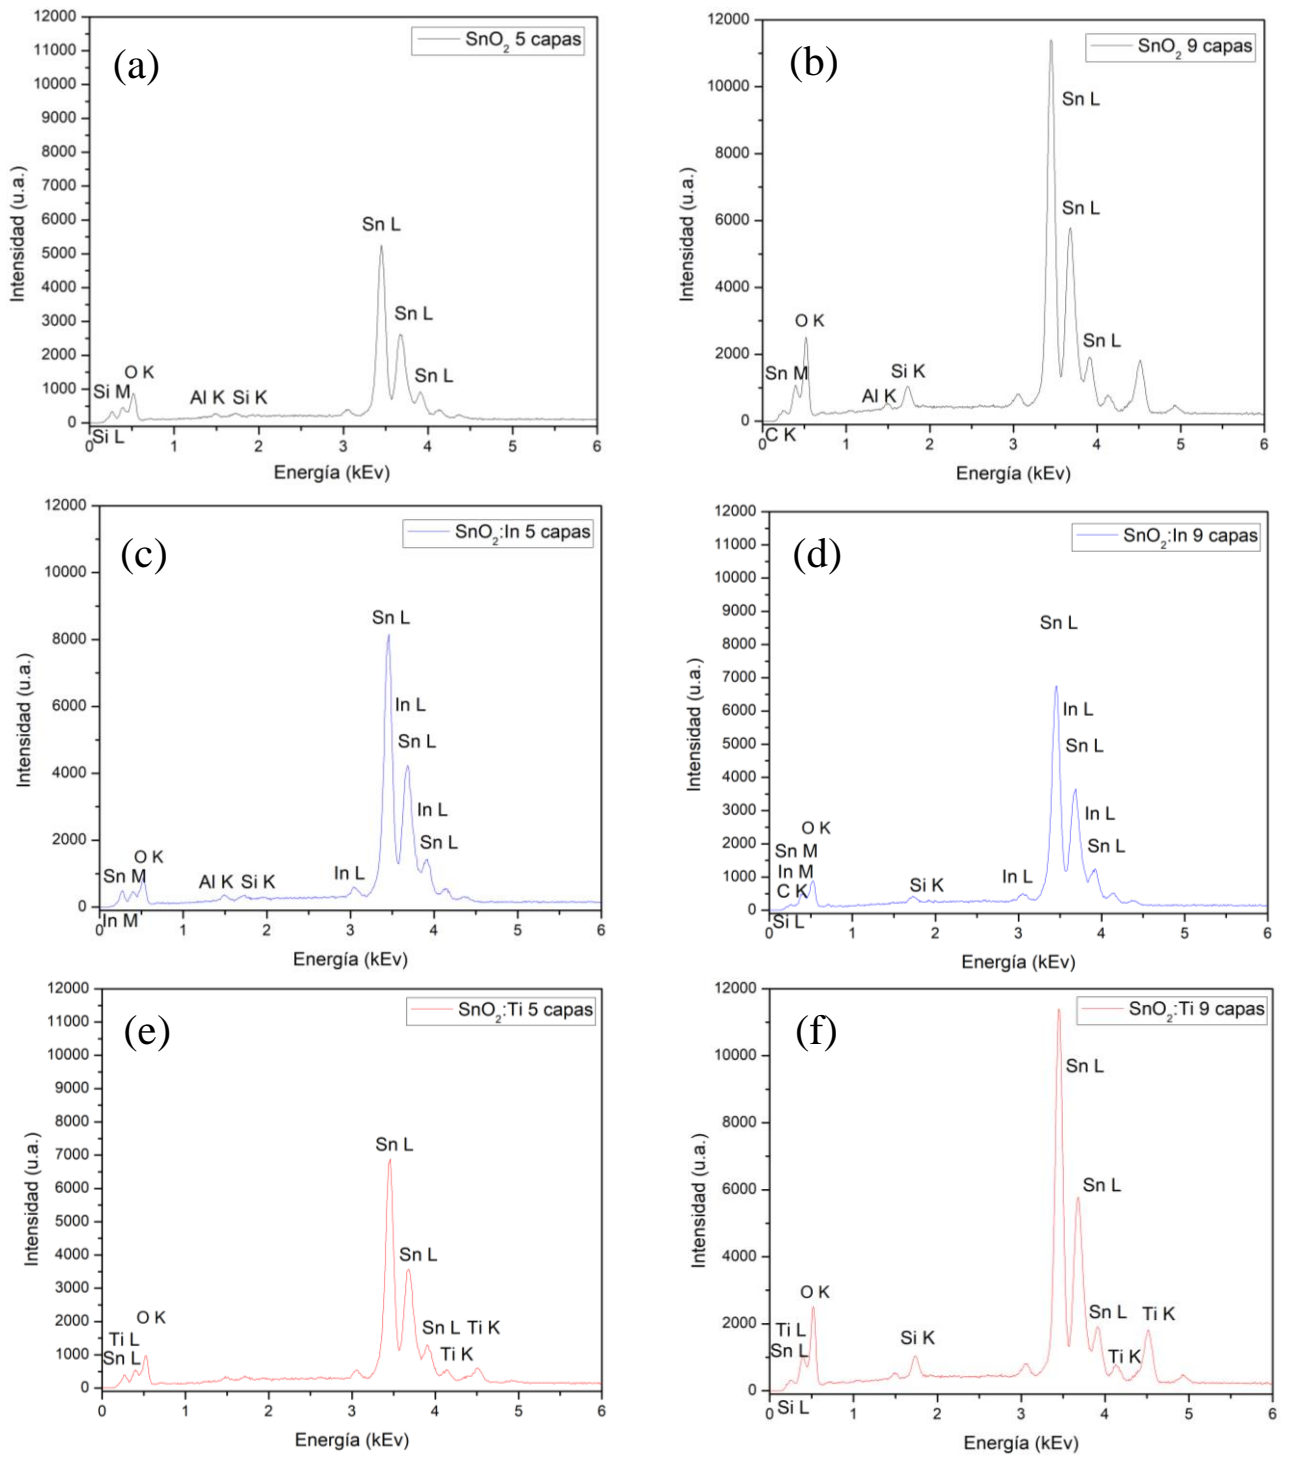 (a)
SnO2 5 capas
12000
11000
10000
9000
8000
7000
6000
5000
4000
3000
2000
1000
0
Intensidad (u.a.)
Sn L
Sn L
Sn L
O K
Si M
Si L
Al K Si K
0 1 2 3 4 5 6
Energía (kEv)
(b)
SnO2 9 capas
12000
10000
8000
6000
4000
2000
0
Intensidad (u.a.)
Sn L
Sn L
Sn L
O K
Sn M
Si K
Al K
C K
0 1 2 3 4 5 6
Energía (kEv)
(c)
SnO2:In 5 capas
12000
10000
8000
6000
4000
2000
0
Intensidad (u.a.)
Sn L
In L
Sn L
In L
Sn L
O K
Sn M
In M
Al K Si K
In L
0 1 2 3 4 5 6
Energía (kEv)
(d)
SnO2:In 9 capas
12000
11000
10000
9000
8000
7000
6000
5000
4000
3000
2000
1000
0
Intensidad (u.a.)
Sn L
In L
Sn L
In L
Sn L
O K
Sn M
In M
C K
Si L
Si K
In L
0 1 2 3 4 5 6
Energía (kEv)
(e)
SnO2:Ti 5 capas
12000
11000
10000
9000
8000
7000
6000
5000
4000
3000
2000
1000
0
Intensidad (u.a.)
Sn L
Sn L
Sn L Ti K
Ti K
O K
Ti L
Sn L
0 1 2 3 4 5 6
Energía (kEv)
(f)
SnO2:Ti 9 capas
12000
10000
8000
6000
4000
2000
0
Intensidad (u.a.)
Sn L
Sn L
Sn L
Ti K
Ti K
O K
Ti L
Sn L
Si K
Si L
0 1 2 3 4 5 6
Energía (kEv)